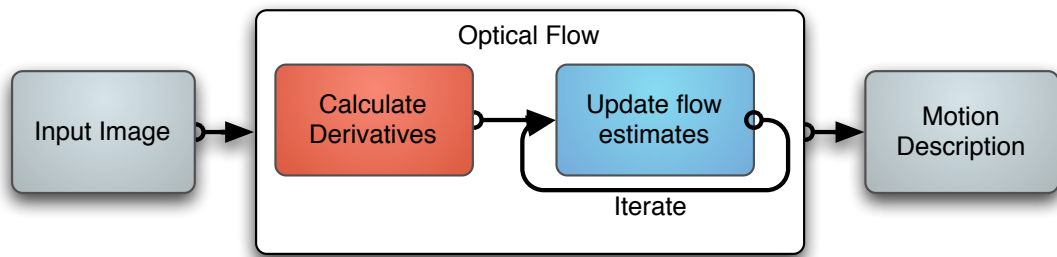 Optical Flow
Input Image
Calculate
Derivatives
Update flow
estimates
Iterate
Motion
Description